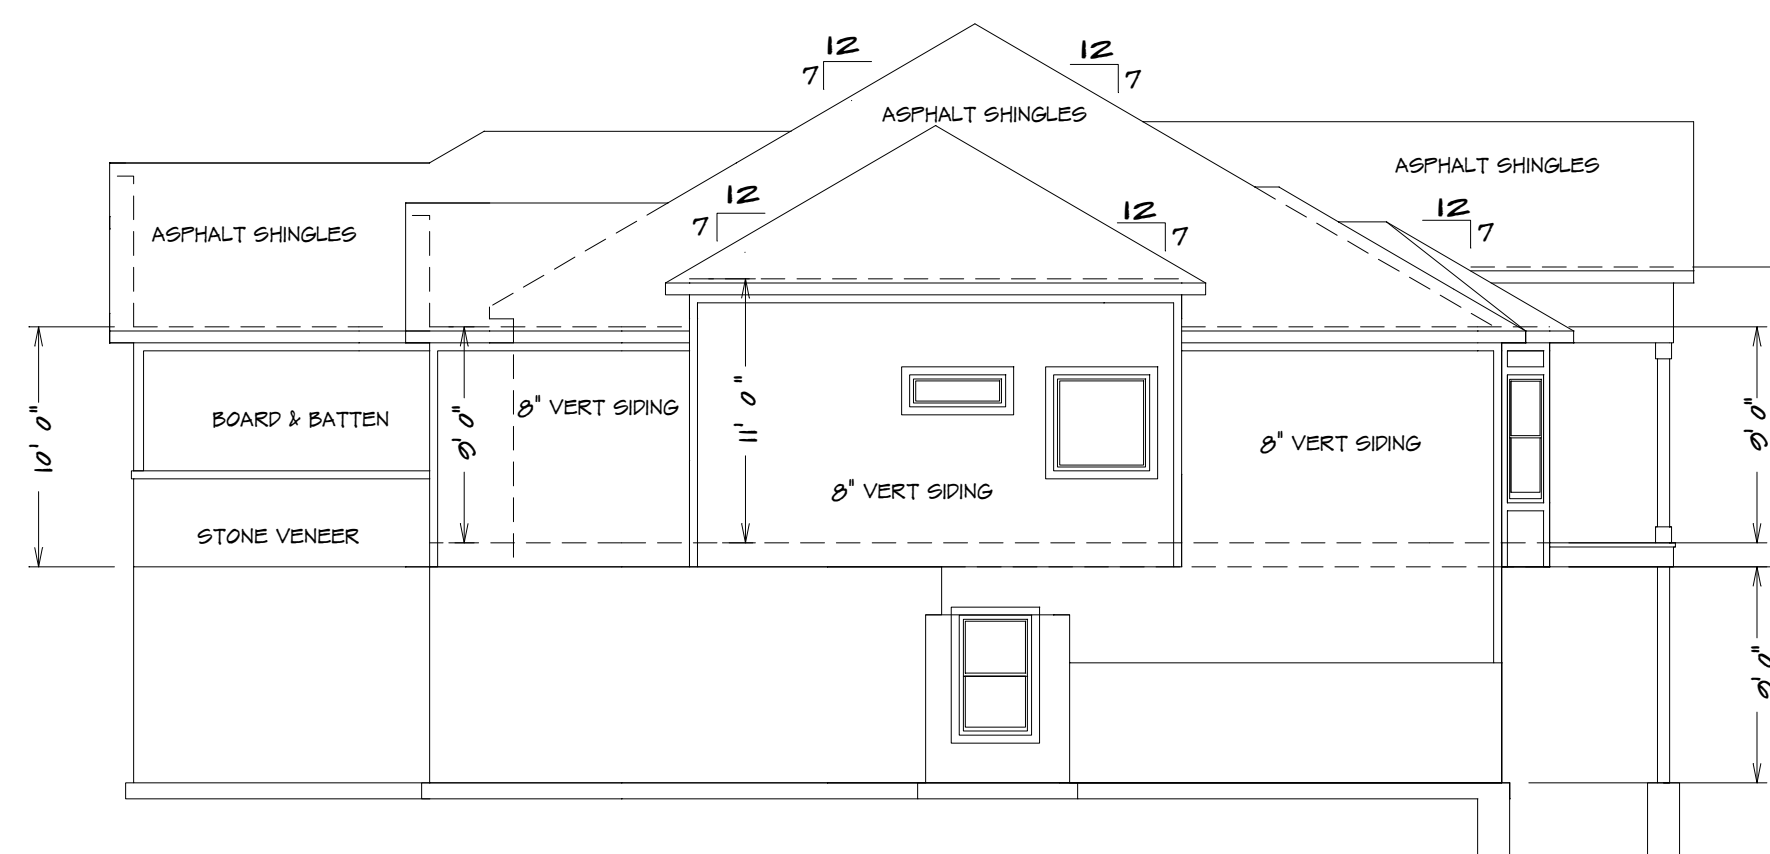 12
7
12
7
ASPHALT SHINGLES
ASPHALT SHINGLES
12
7
12
7
12
7
ASPHALT SHINGLES
10' 0"
BOARD & BATTEN
9' 0"
8" VERT SIDING
11' 0"
8" VERT SIDING
8" VERT SIDING
9' 0"
STONE VENEER
9' 0"